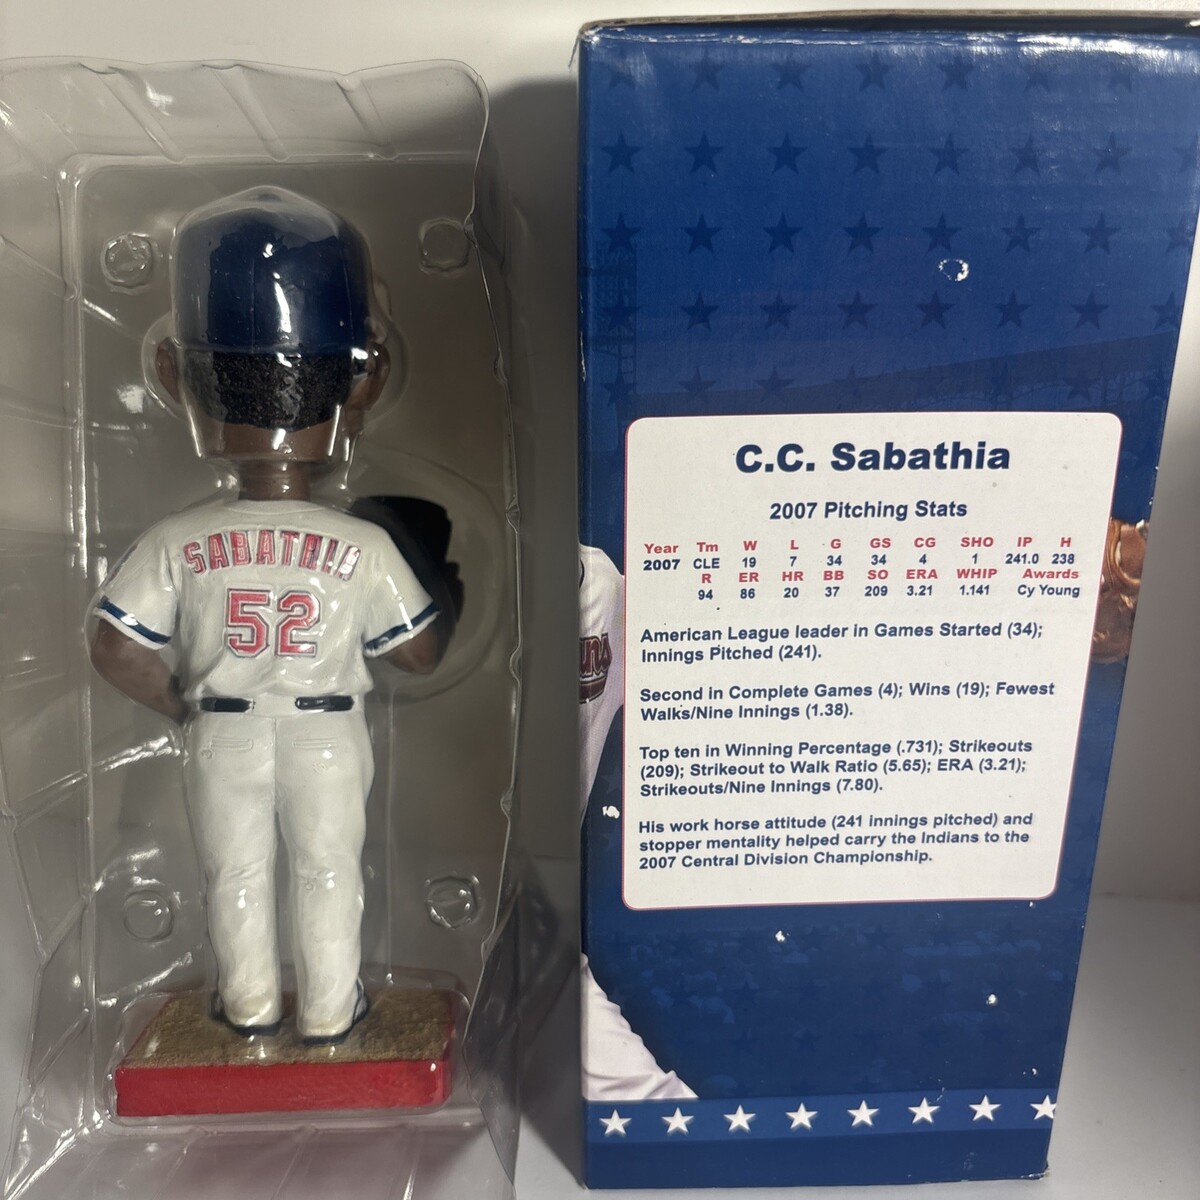 SABATHIA
52
C.C. Sabathia
2007 Pitching Stats
Year Tm W L G GS CG SHO IP H
2007 CLE 19 7 34 34 4 1 241.0 238
R ER HR BB SO ERA WHIP Awards
94 86 20 37 209 3.21 1.141 Cy Young
American League leader in Games Started (34);
Innings Pitched (241).
Second in Complete Games (4); Wins (19); Fewest
Walks/Nine Innings (1.38).
Top ten in Winning Percentage (.731); Strikeouts
(209); Strikeout to Walk Ratio (5.65); ERA (3.21);
Strikeouts/Nine Innings (7.80).
His work horse attitude (241 innings pitched) and
stopper mentality helped carry the Indians to the
2007 Central Division Championship.